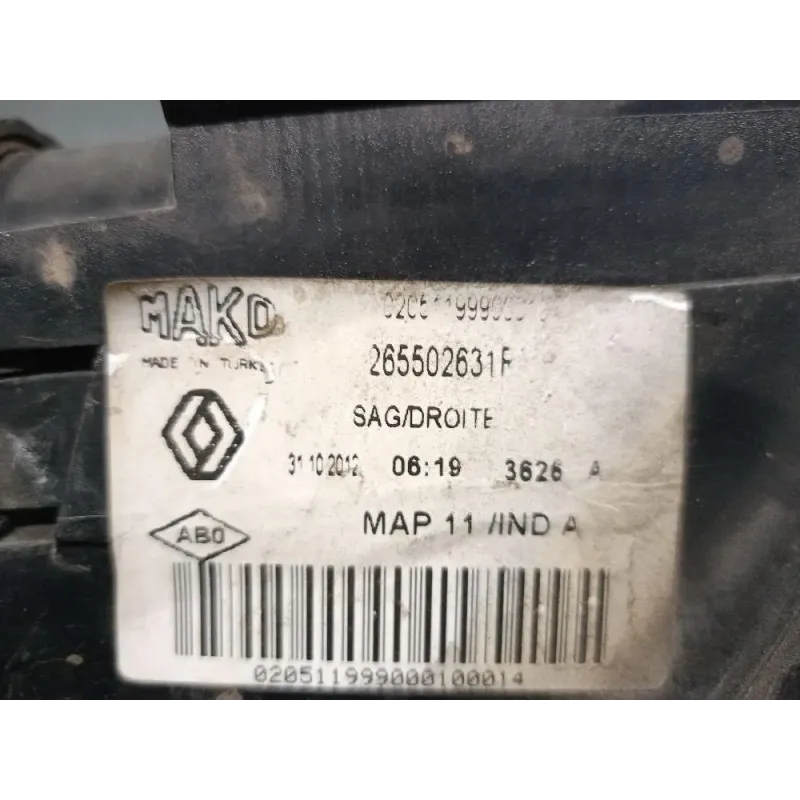 MAKO
MADE IN TURKEY
265502631R
SAG/DROITE
31 10 2012 06:19 3626 A
MAP 11 /IND A
ABO
020511999000100014